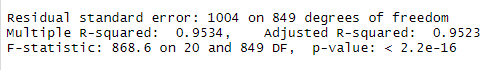 Residual standard error: 1004 on 849 degrees of freedom
Multiple R-squared:  0.9534,    Adjusted R-squared:  0.9523
F-statistic: 868.6 on 20 and 849 DF,  p-value: < 2.2e-16